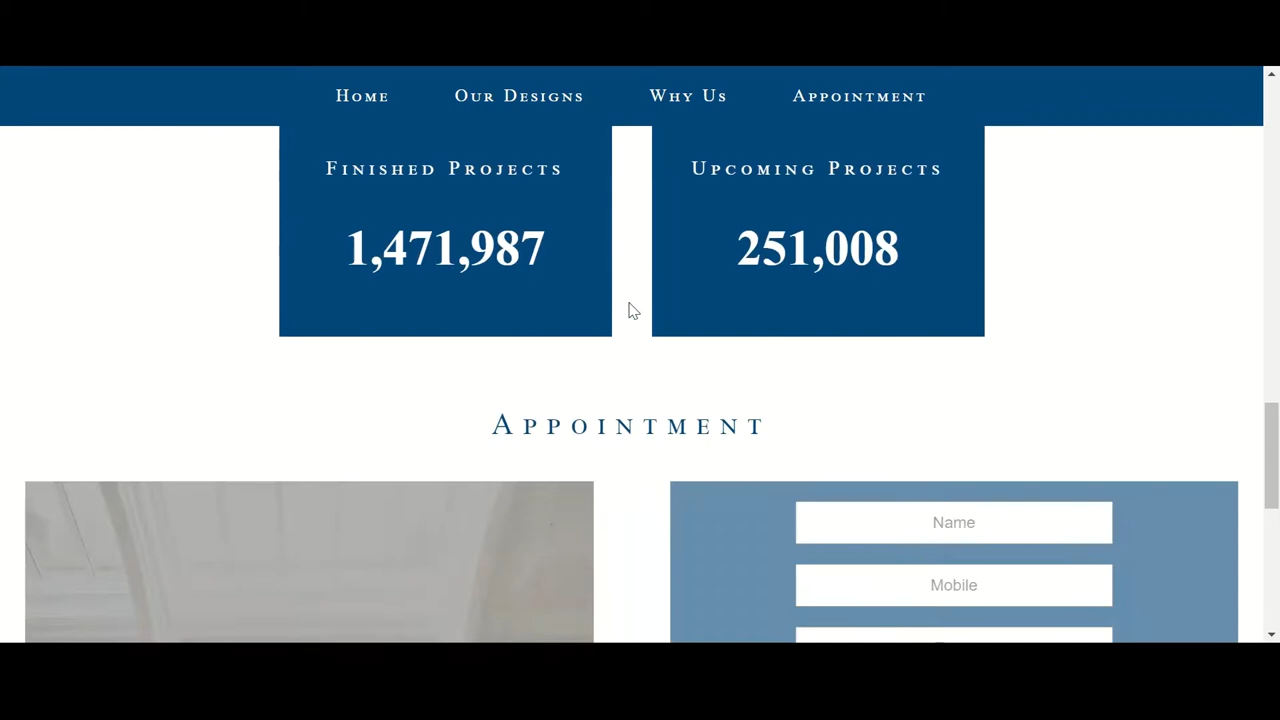 Home Our Designs Why Us Appointment
Finished Projects Upcoming Projects
1,471,987 251,008
Appointment
Name
Mobile